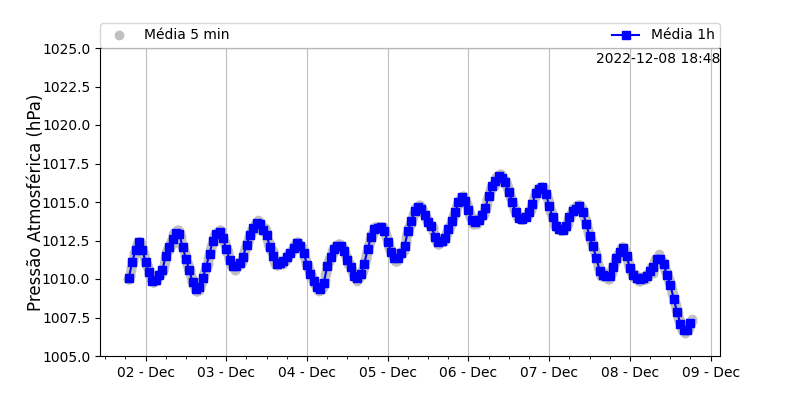 Média 5 min
Média 1h
2022-12-08 18:48
Pressão Atmosférica (hPa)
1025.0
1022.5
1020.0
1017.5
1015.0
1012.5
1010.0
1007.5
1005.0
02 - Dec
03 - Dec
04 - Dec
05 - Dec
06 - Dec
07 - Dec
08 - Dec
09 - Dec